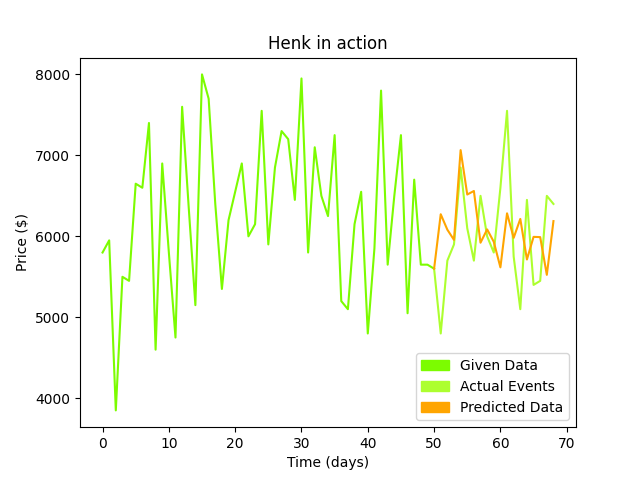 Henk in action
Price ($)
8000
7000
6000
5000
4000
0 10 20 30 40 50 60 70
Time (days)
Given Data
Actual Events
Predicted Data